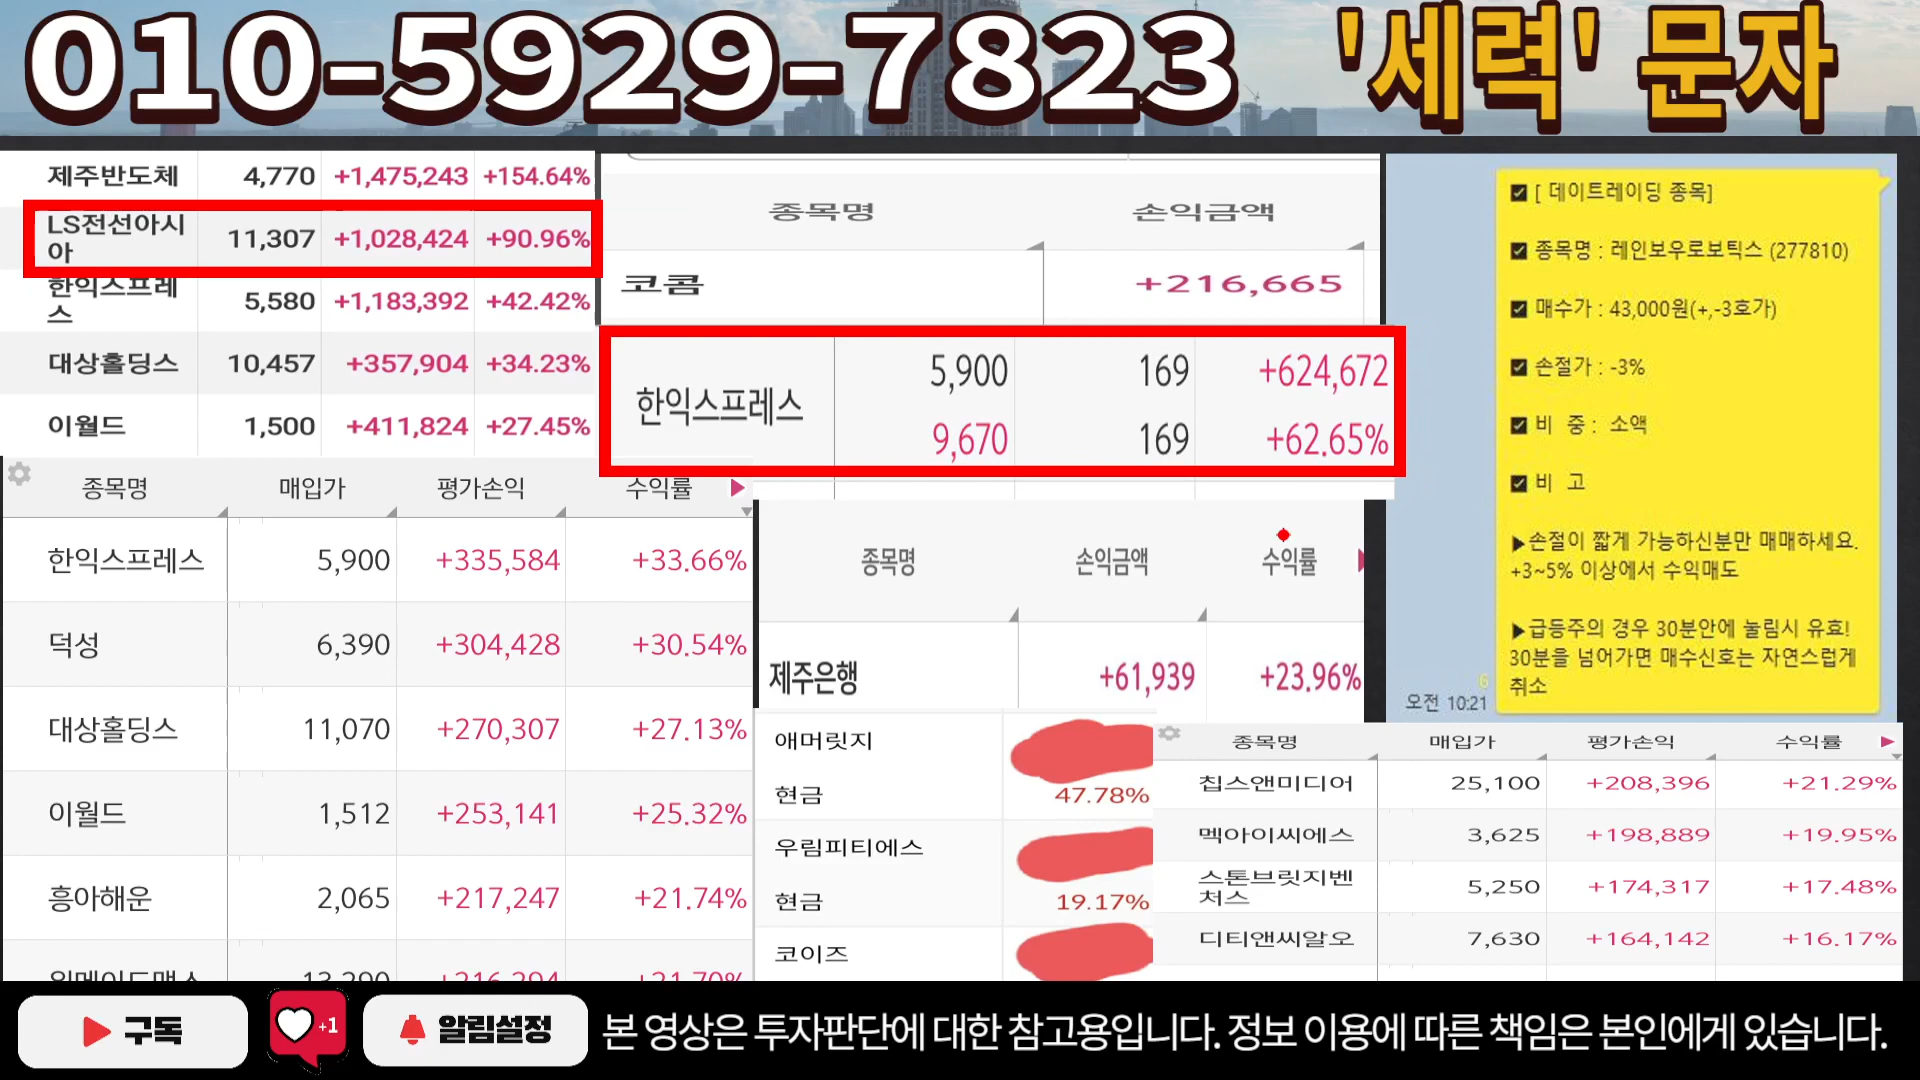 010-5929-7823 '세력' 문자
제주반도체 4,770 +1,475,243 +154.64%
LS전선아시아 11,307 +1,028,424 +90.96%
한익스프레스 5,580 +1,183,392 +42.42%
대상홀딩스 10,457 +357,904 +34.23%
이월드 1,500 +411,824 +27.45%
종목명 손익금액
코콤 +216,665
한익스프레스 5,900 169 +624,672
9,670 169 +62.65%
[ 데이트레이딩 종목]
종목명 : 레인보우로보틱스 (277810)
매수가 : 43,000원(+,-3호가)
손절가 : -3%
비 중 : 소액
비 고
▶손절이 짧게 가능하신분만 매매하세요.
+3~5% 이상에서 수익매도
▶급등주의 경우 30분안에 눌림시 유효!
30분을 넘어가면 매수신호는 자연스럽게
취소
6
오전 10:21
종목명 매입가 평가손익 수익률
한익스프레스 5,900 +335,584 +33.66%
덕성 6,390 +304,428 +30.54%
대상홀딩스 11,070 +270,307 +27.13%
이월드 1,512 +253,141 +25.32%
흥아해운 2,065 +217,247 +21.74%
종목명 손익금액 수익률
제주은행 +61,939 +23.96%
애머릿지
현금 47.78%
우림피티에스
현금 19.17%
코이즈
종목명 매입가 평가손익 수익률
칩스앤미디어 25,100 +208,396 +21.29%
멕아이씨에스 3,625 +198,889 +19.95%
스톤브릿지벤처스 5,250 +174,317 +17.48%
디티앤씨알오 7,630 +164,142 +16.17%
구독 +1 알림설정 본 영상은 투자판단에 대한 참고용입니다. 정보 이용에 따른 책임은 본인에게 있습니다.